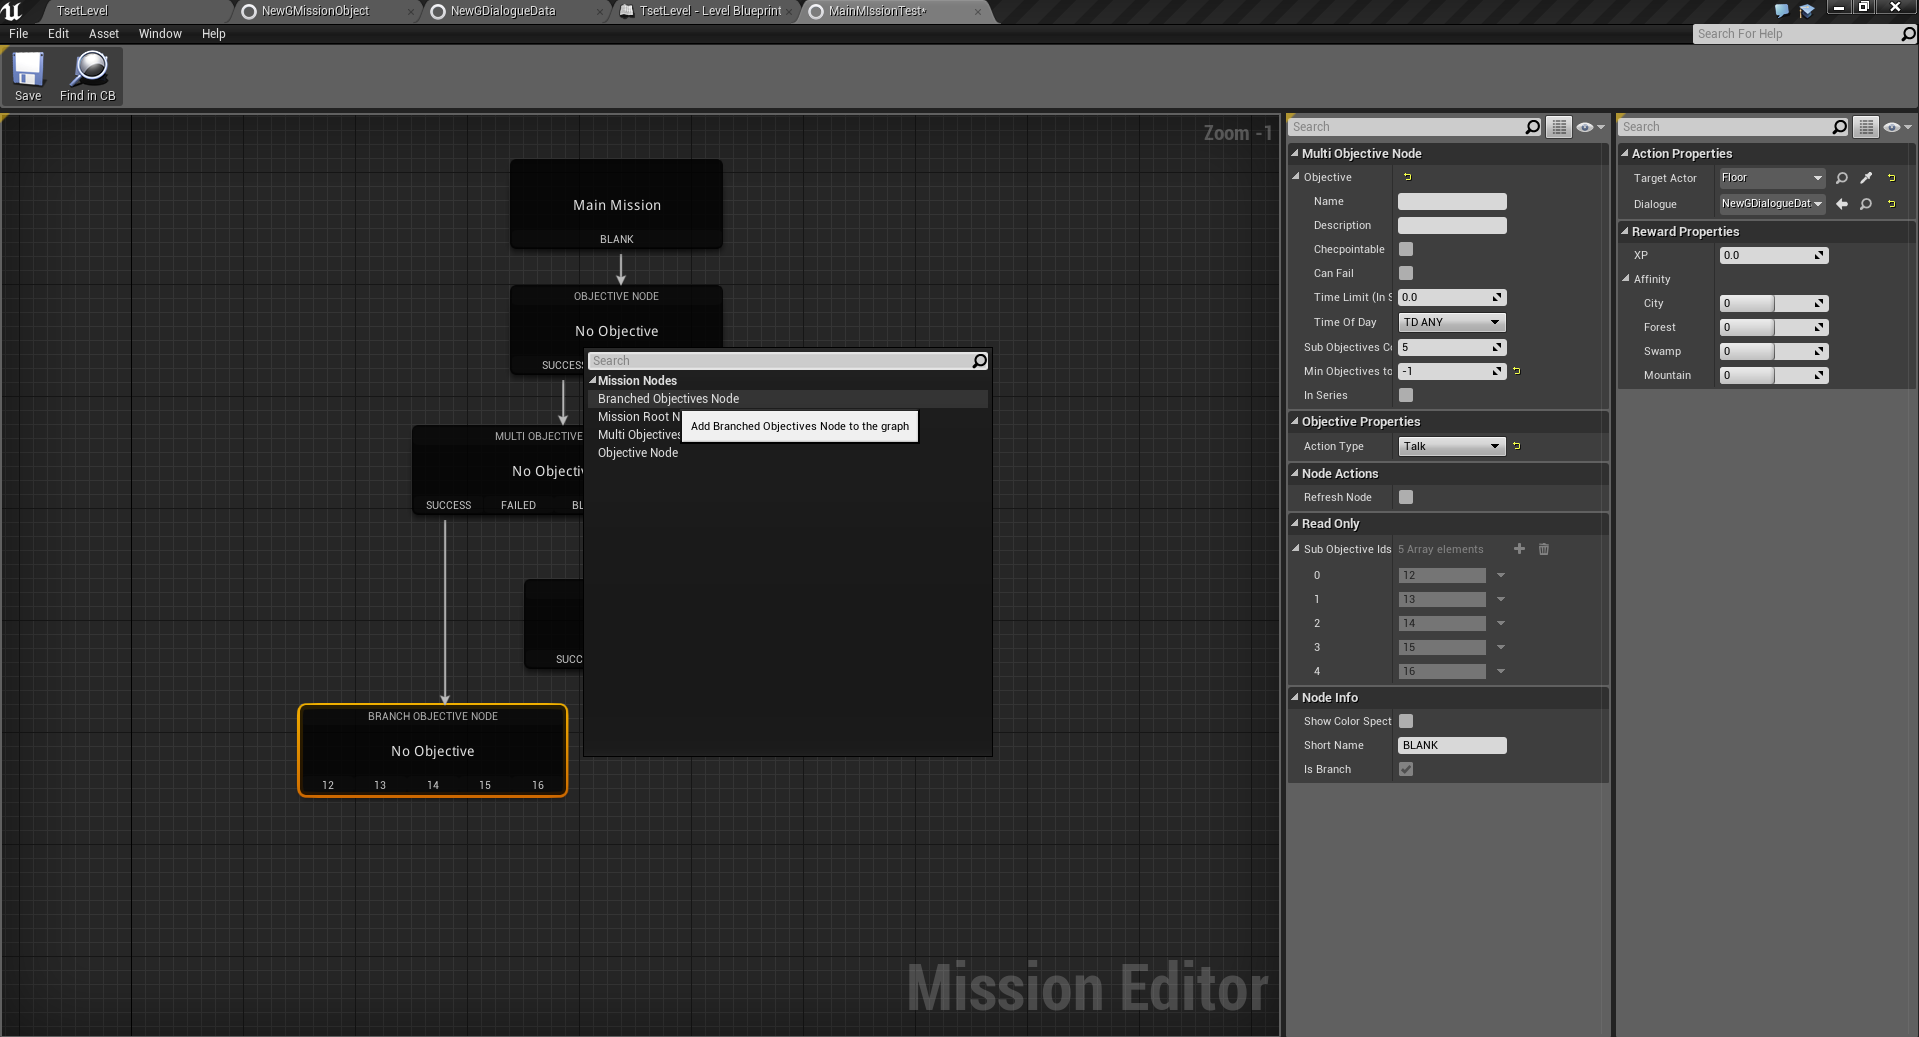 TsetLevel
NewGMissionObject
NewGDialogueData
TsetLevel - Level Blueprint
MainMIssionTest*
File Edit Asset Window Help
Search For Help
Save
Find in CB
Zoom -1
Main Mission
BLANK
OBJECTIVE NODE
No Objective
SUCCESS
MULTI OBJECTIVE
No Objectiv
SUCCESS FAILED BL
SUCC
BRANCH OBJECTIVE NODE
No Objective
12 13 14 15 16
Search
Mission Nodes
Branched Objectives Node
Mission Root N
Multi Objectives
Objective Node
Add Branched Objectives Node to the graph
Mission Editor
Search
Multi Objective Node
Objective
Name
Description
Checpointable
Can Fail
Time Limit (In S 0.0
Time Of Day TD ANY
Sub Objectives Co 5
Min Objectives to -1
In Series
Objective Properties
Action Type Talk
Node Actions
Refresh Node
Read Only
Sub Objective Ids 5 Array elements
0 12
1 13
2 14
3 15
4 16
Node Info
Show Color Spect
Short Name BLANK
Is Branch
Search
Action Properties
Target Actor Floor
Dialogue NewGDialogueDat
Reward Properties
XP 0.0
Affinity
City 0
Forest 0
Swamp 0
Mountain 0